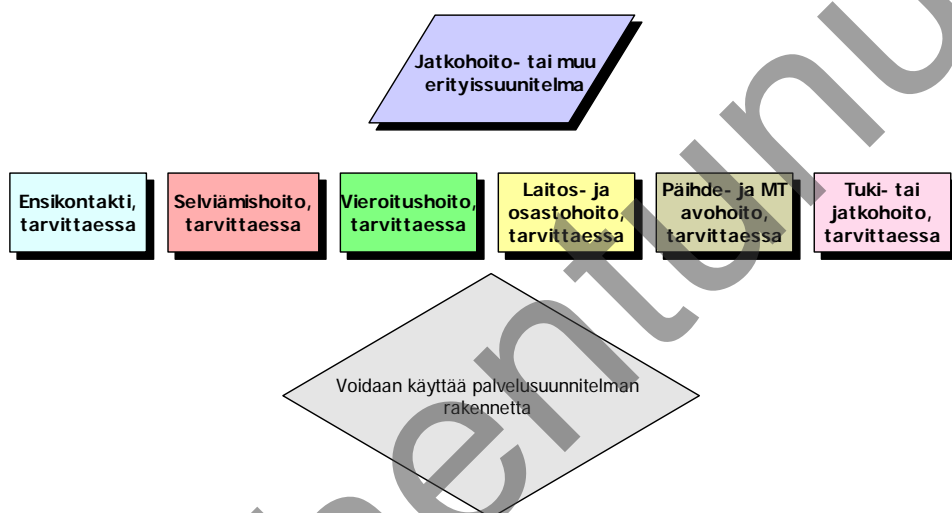 Jatkohoito- tai muu
erityissuunitelma
Ensikontakti,
tarvittaessa
Selviämishoito,
tarvittaessa
Vieroitushoito,
tarvittaessa
Laitos- ja
osastohoito,
tarvittaessa
Päihde- ja MT
avohoito,
tarvittaessa
Tuki- tai
jatkohoito,
tarvittaessa
Voidaan käyttää palvelusuunnitelman
rakennetta